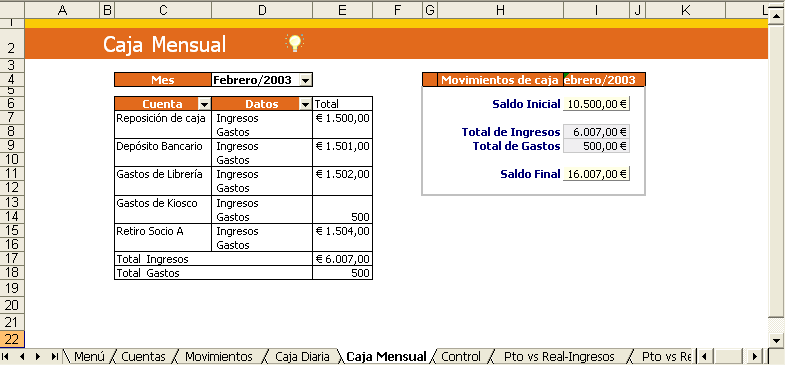 A B C D E F G H I J K L
1
2 Caja Mensual
3
4 Mes Febrero/2003 Movimientos de caja ebrero/2003
5
6 Cuenta Datos Total Saldo Inicial 10.500,00 €
7 Reposición de caja Ingresos € 1.500,00
8 Gastos Total de Ingresos 6.007,00 €
9 Depósito Bancario Ingresos € 1.501,00 Total de Gastos 500,00 €
10 Gastos
11 Gastos de Librería Ingresos € 1.502,00 Saldo Final 16.007,00 €
12 Gastos
13 Gastos de Kiosco Ingresos
14 Gastos 500
15 Retiro Socio A Ingresos € 1.504,00
16 Gastos
17 Total Ingresos € 6.007,00
18 Total Gastos 500
19
20
21
22
Menú Cuentas Movimientos Caja Diaria Caja Mensual Control Pto vs Real-Ingresos Pto vs Re